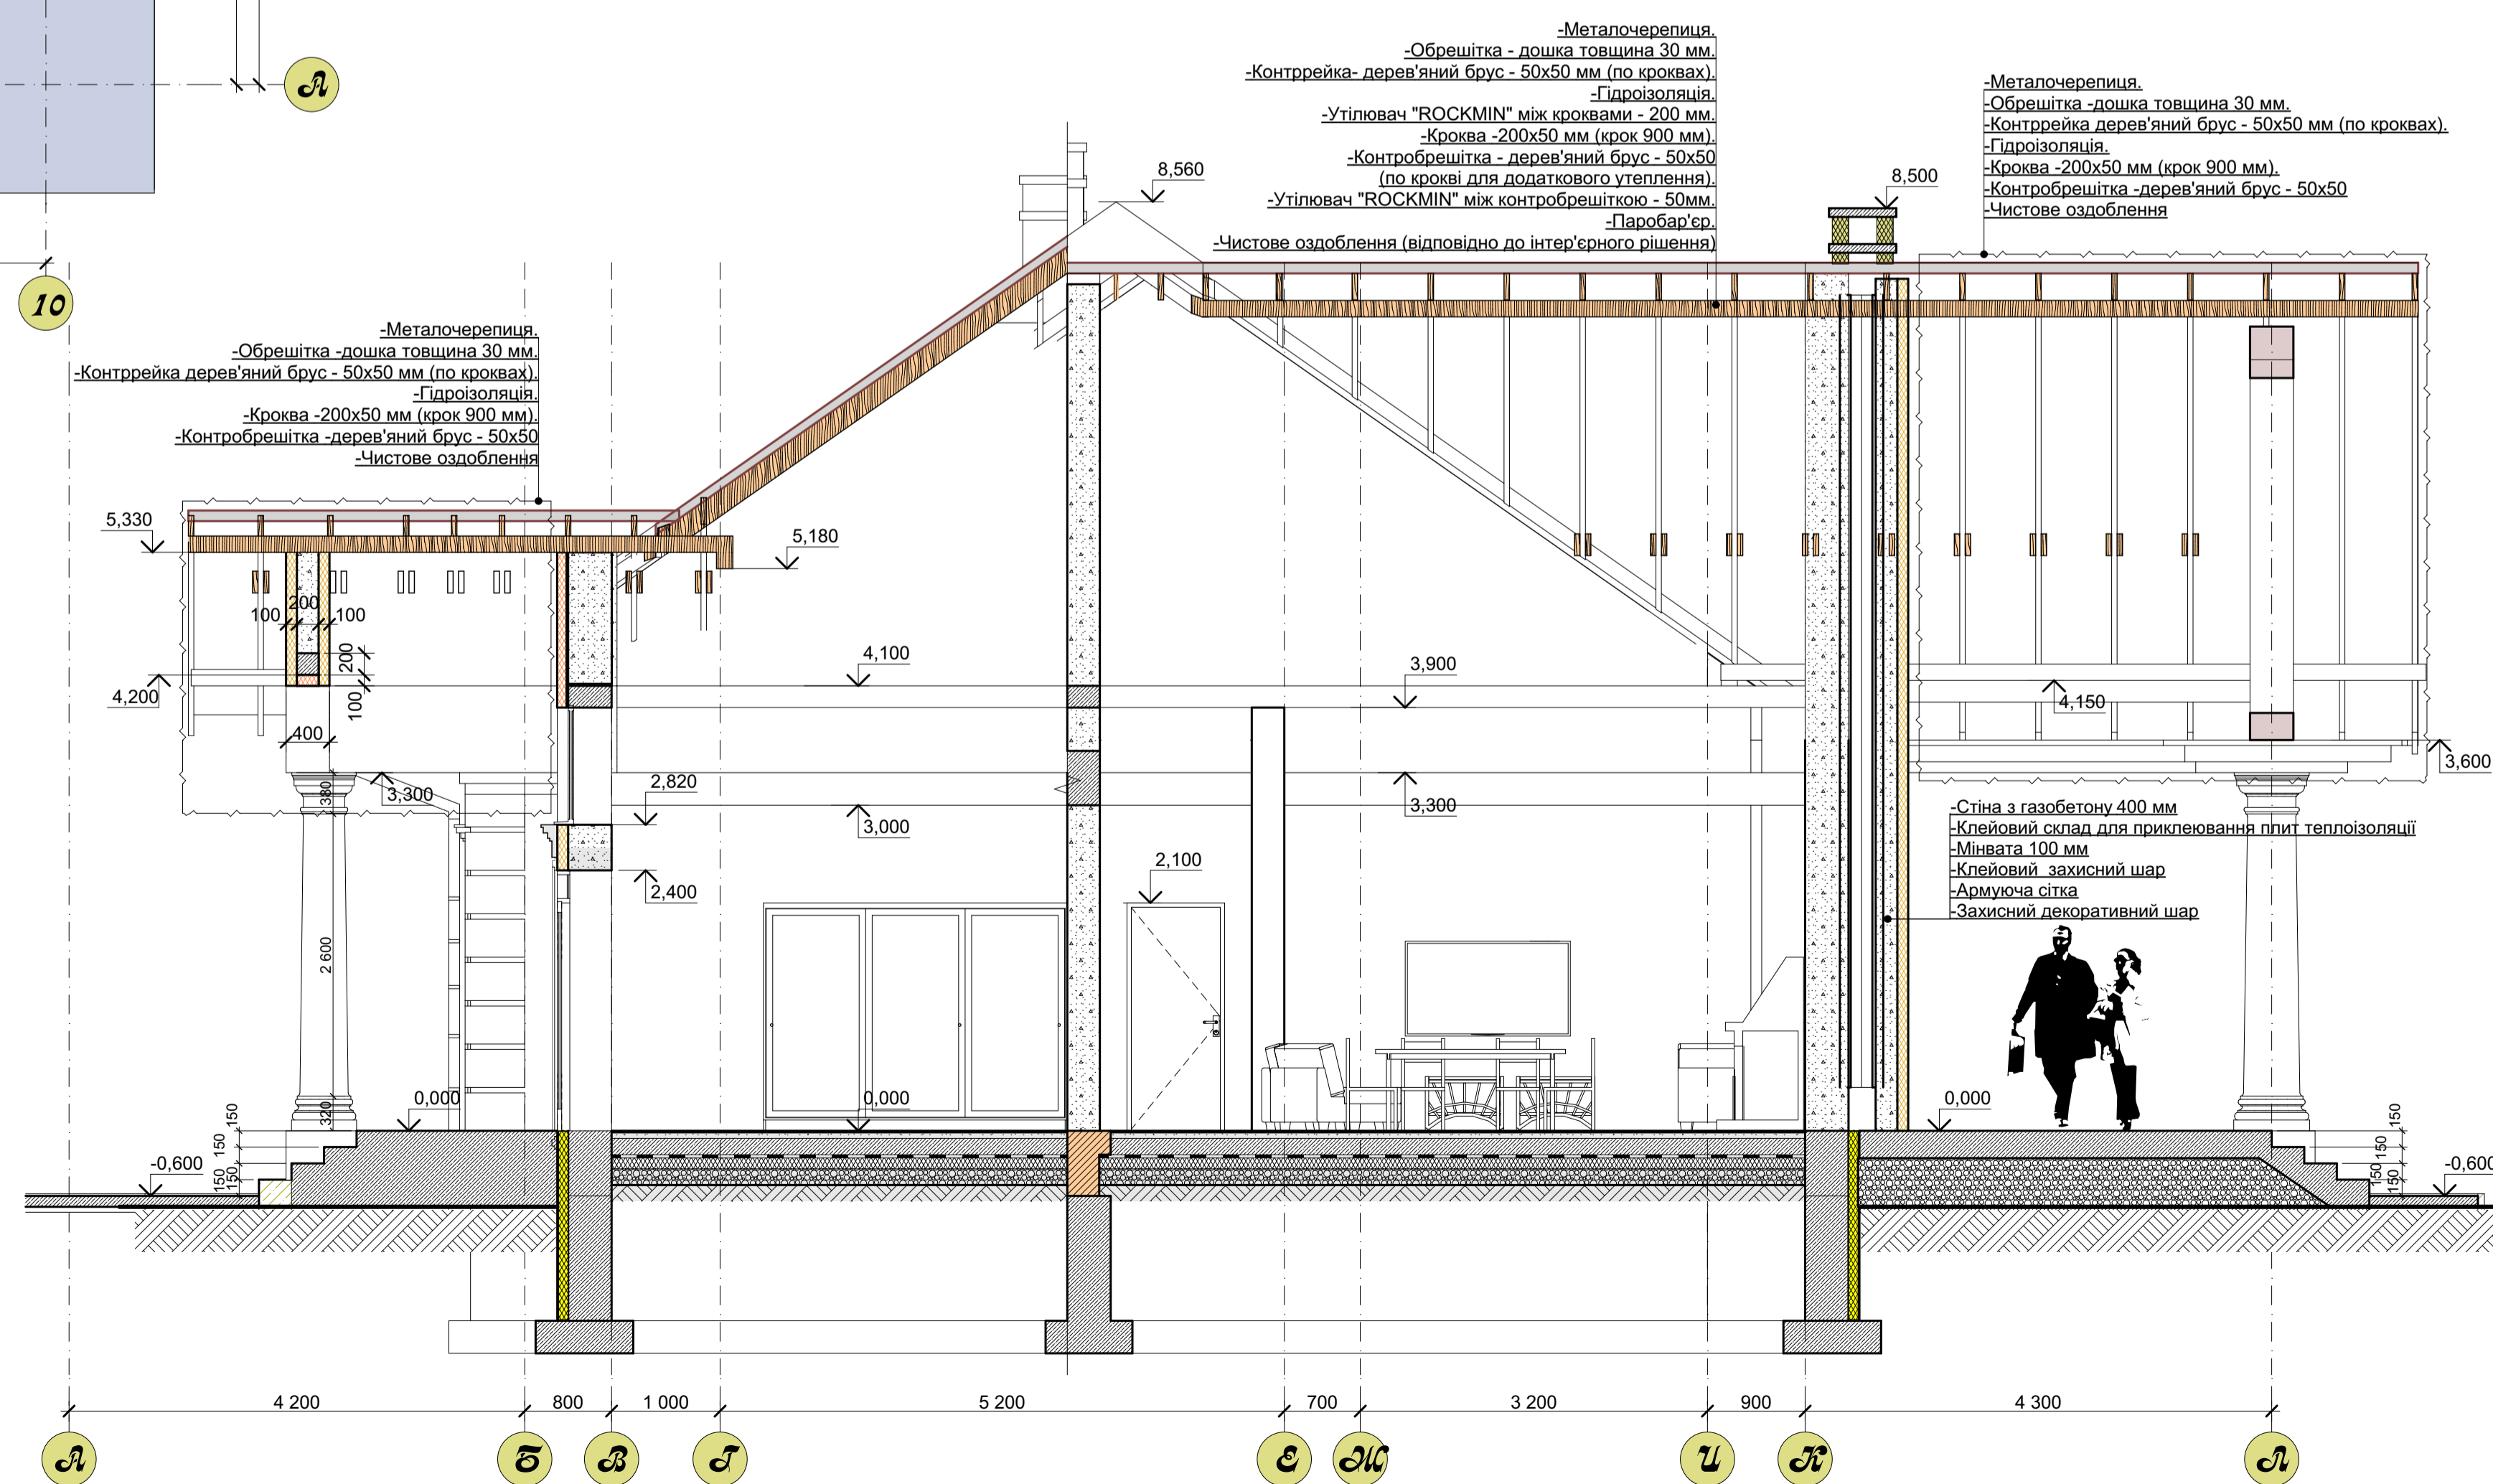 А
10
-Металочерепиця.
-Обрешітка - дошка товщина 30 мм.
-Контррейка- дерев'яний брус - 50х50 мм (по кроквах).
-Гідроізоляція.
-Утілювач "ROCKMIN" між кроквами - 200 мм.
-Кроква -200х50 мм (крок 900 мм).
-Контробрешітка - дерев'яний брус - 50х50
(по крокві для додаткового утеплення).
-Утілювач "ROCKMIN" між контробрешіткою - 50мм.
-Паробар'єр.
-Чистове оздоблення (відповідно до інтер'єрного рішення)
-Металочерепиця.
-Обрешітка -дошка товщина 30 мм.
-Контррейка дерев'яний брус - 50х50 мм (по кроквах).
-Гідроізоляція.
-Кроква -200х50 мм (крок 900 мм).
-Контробрешітка -дерев'яний брус - 50х50
-Чистове оздоблення
8,560
8,500
-Металочерепиця.
-Обрешітка -дошка товщина 30 мм.
-Контррейка дерев'яний брус - 50х50 мм (по кроквах).
-Гідроізоляція.
-Кроква -200х50 мм (крок 900 мм).
-Контробрешітка -дерев'яний брус - 50х50
-Чистове оздоблення
5,330
5,180
100
200
100
200
100
4,200
400
4,100
3,900
4,150
3,600
3,300
380
2,820
3,000
3,300
2,400
2,100
2 600
320
-Стіна з газобетону 400 мм
-Клейовий склад для приклеювання плит теплоізоляції
-Мінвата 100 мм
-Клейовий захисний шар
-Армуюча сітка
-Захисний декоративний шар
0,000
0,000
0,000
150
150
150
150
-0,600
150
150
150
150
-0,600
4 200
800
1 000
5 200
700
3 200
900
4 300
А
Б
В
Г
Е
Ж
И
К
Л